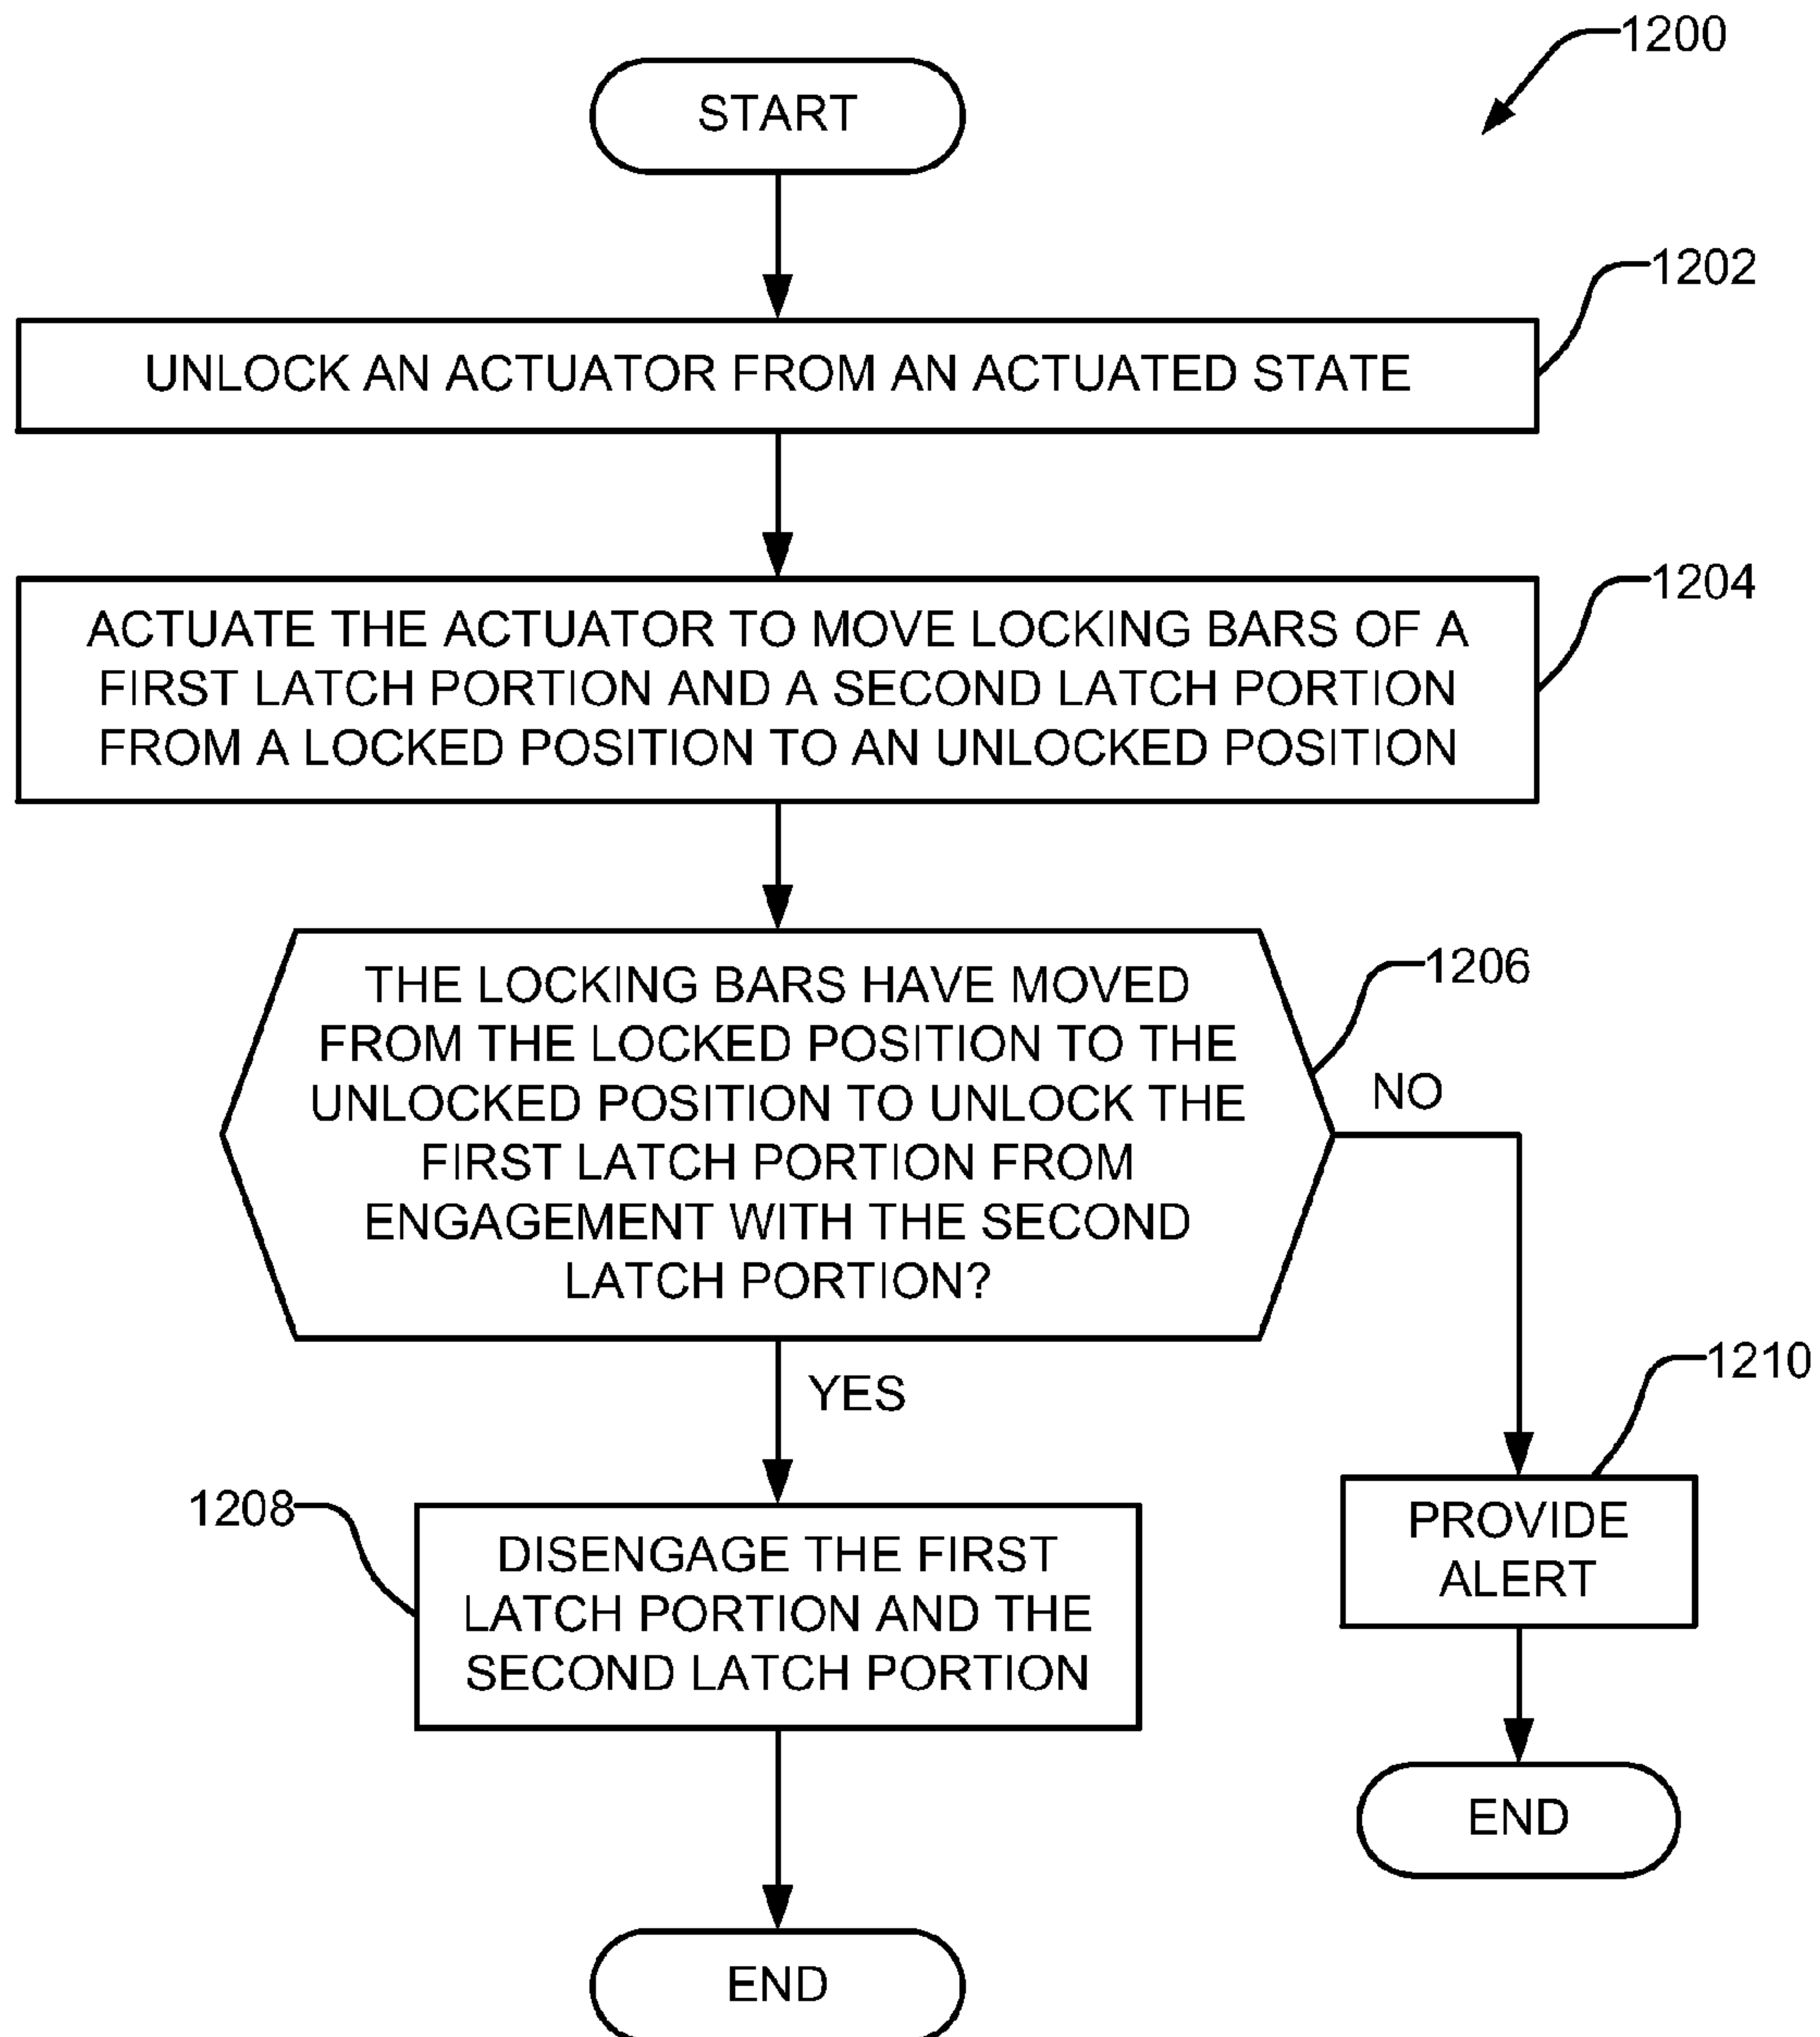 1200
START
1202
UNLOCK AN ACTUATOR FROM AN ACTUATED STATE
1204
ACTUATE THE ACTUATOR TO MOVE LOCKING BARS OF A
FIRST LATCH PORTION AND A SECOND LATCH PORTION
FROM A LOCKED POSITION TO AN UNLOCKED POSITION
1206
THE LOCKING BARS HAVE MOVED
FROM THE LOCKED POSITION TO THE
UNLOCKED POSITION TO UNLOCK THE
FIRST LATCH PORTION FROM
ENGAGEMENT WITH THE SECOND
LATCH PORTION?
NO
YES
1210
1208
DISENGAGE THE FIRST
LATCH PORTION AND THE
SECOND LATCH PORTION
PROVIDE
ALERT
END
END